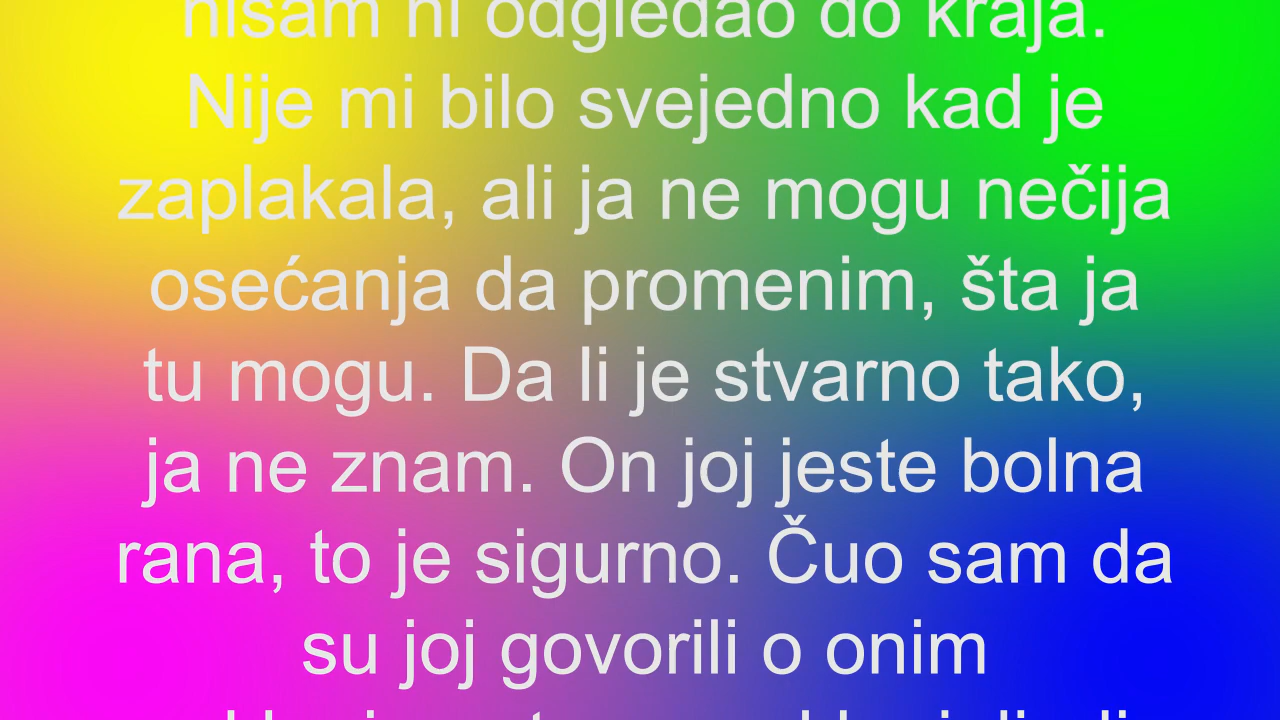 nisam ni odgledao do kraja.
Nije mi bilo svejedno kad je
zaplakala, ali ja ne mogu nečija
osećanja da promenim, šta ja
tu mogu. Da li je stvarno tako,
ja ne znam. On joj jeste bolna
rana, to je sigurno. Čuo sam da
su joj govorili o onim